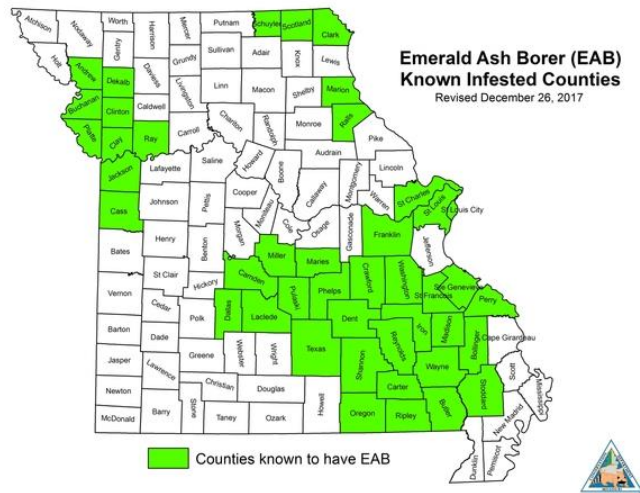 Emerald Ash Borer (EAB)
Known Infested Counties
Revised December 26, 2017
Atchison
Nodaway
Worth
Harrison
Mercer
Putnam
Schuyler
Scotland
Clark
Holt
Gentry
Andrew
Dekalb
Daviess
Grundy
Sullivan
Adair
Knox
Lewis
Buchanan
Clinton
Caldwell
Livingston
Linn
Macon
Shelby
Marion
Platte
Clay
Ray
Carroll
Chariton
Randolph
Monroe
Ralls
Pike
Audrain
Jackson
Lafayette
Saline
Howard
Boone
Callaway
Montgomery
Lincoln
Warren
St Charles
St Louis
St Louis City
Cass
Johnson
Pettis
Cooper
Moniteau
Cole
Osage
Gasconade
Franklin
Jefferson
Bates
Henry
Benton
Morgan
Miller
Maries
Crawford
Washington
St Francois
Ste Genevieve
Perry
Vernon
St Clair
Hickory
Camden
Pulaski
Phelps
Cedar
Polk
Dallas
Laclede
Dent
Iron
Madison
Bollinger
Cape Girardeau
Barton
Dade
Greene
Webster
Wright
Texas
Shannon
Reynolds
Wayne
Scott
Mississippi
Jasper
Lawrence
Christian
Douglas
Howell
Carter
Stoddard
Newton
McDonald
Barry
Stone
Taney
Ozark
Oregon
Ripley
Butler
New Madrid
Dunklin
Pemiscot
Counties known to have EAB